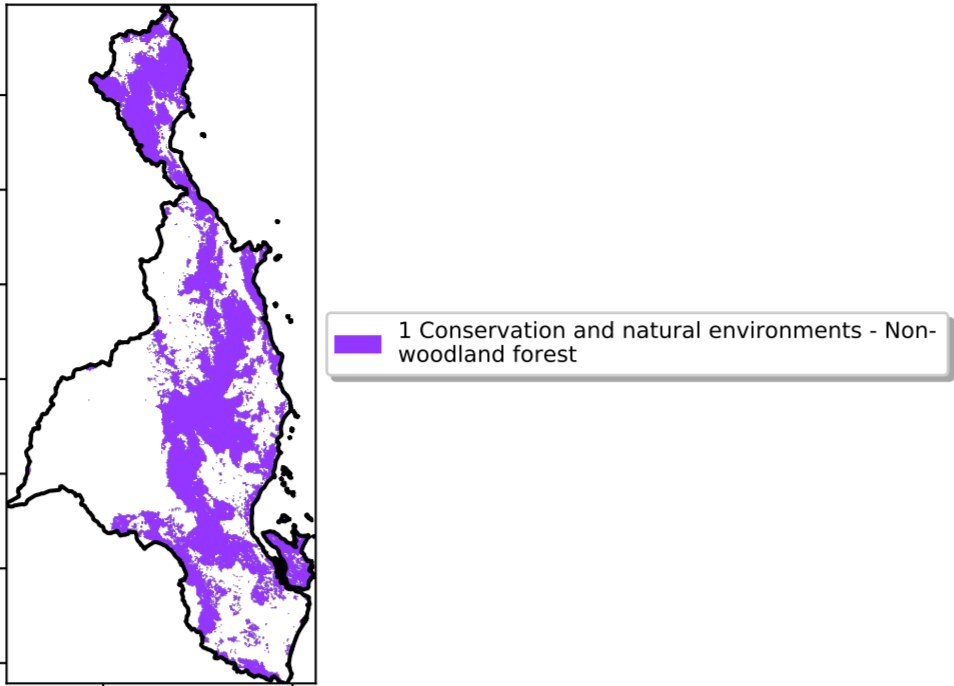 1 Conservation and natural environments - Non-
woodland forest